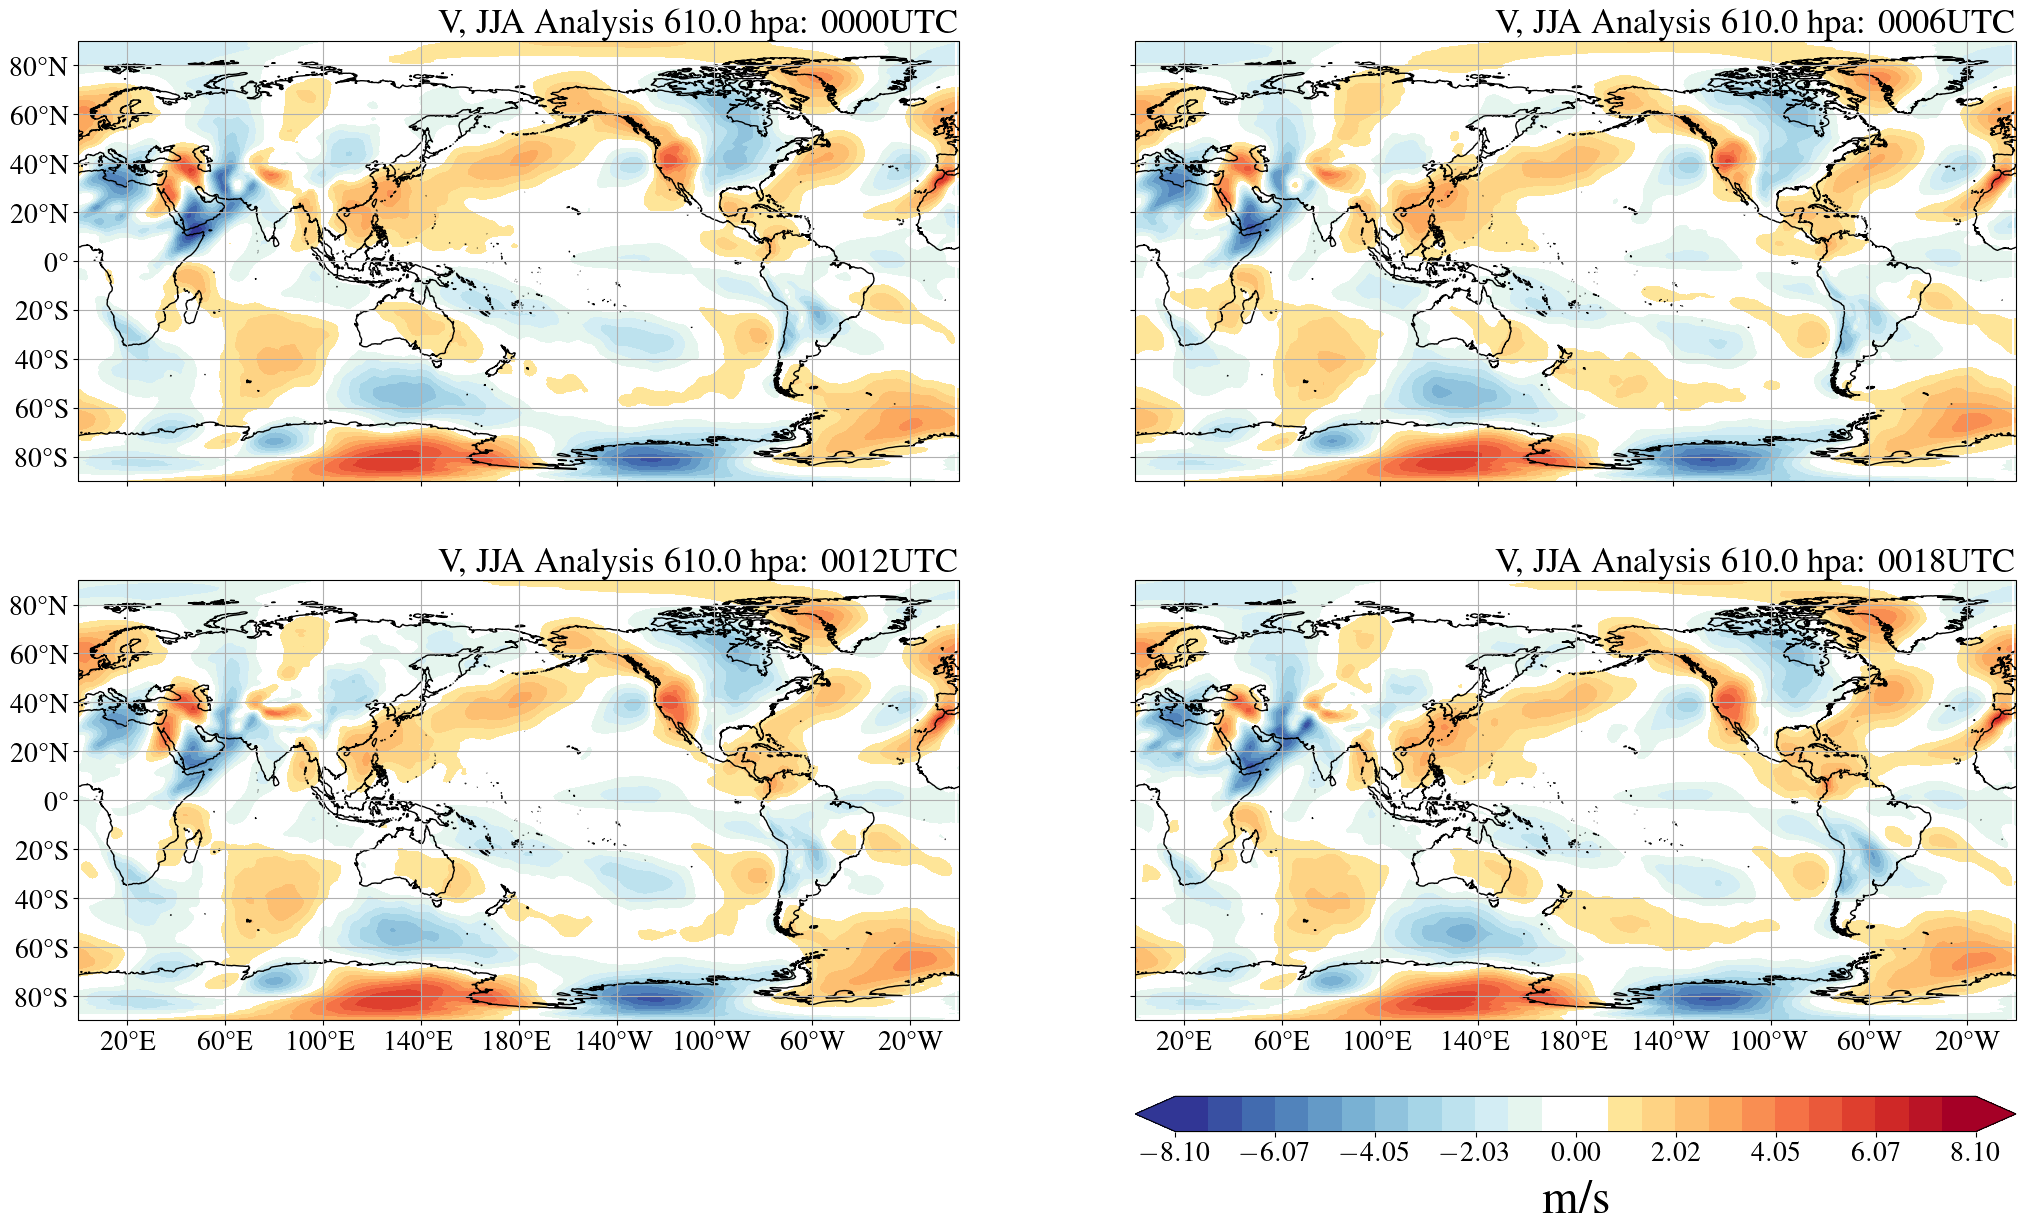 V, JJA Analysis 610.0 hpa: 0000UTC
V, JJA Analysis 610.0 hpa: 0006UTC
80°N
60°N
40°N
20°N
0°
20°S
40°S
60°S
80°S
V, JJA Analysis 610.0 hpa: 0012UTC
V, JJA Analysis 610.0 hpa: 0018UTC
80°N
60°N
40°N
20°N
0°
20°S
40°S
60°S
80°S
20°E 60°E 100°E 140°E 180°E 140°W 100°W 60°W 20°W
20°E 60°E 100°E 140°E 180°E 140°W 100°W 60°W 20°W
−8.10 −6.07 −4.05 −2.03 0.00 2.02 4.05 6.07 8.10
m/s